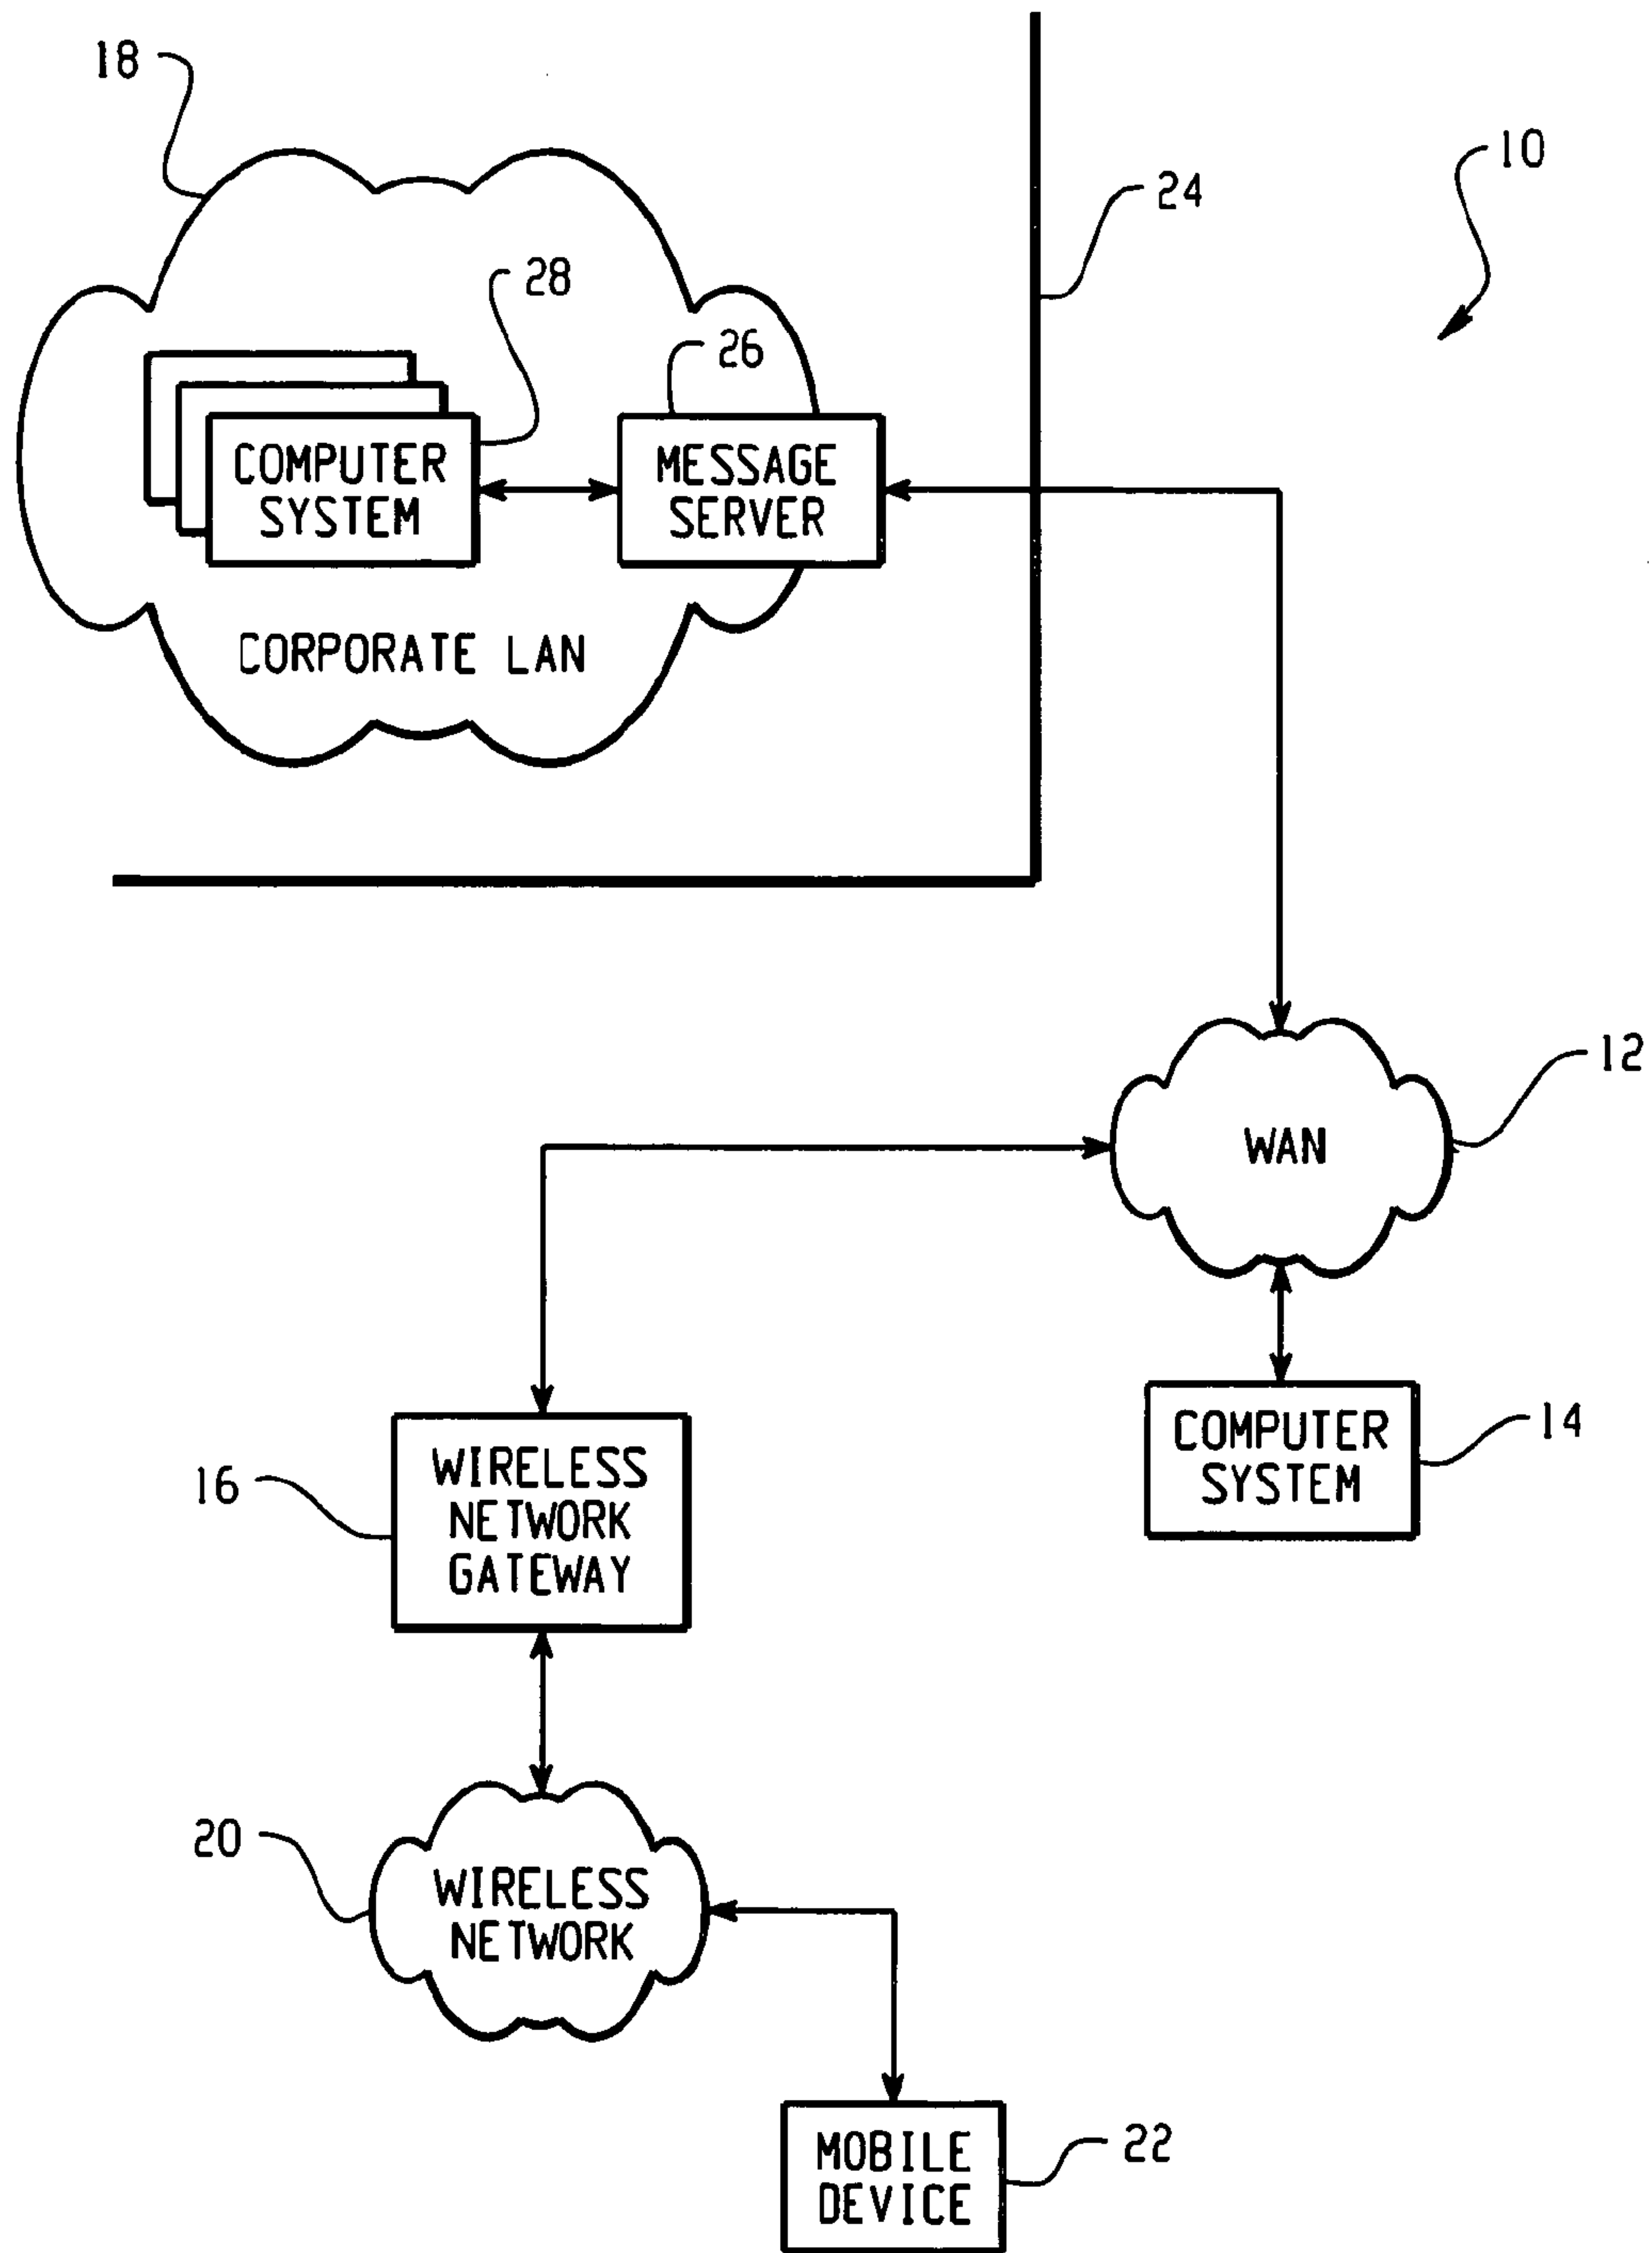 18
10
24
28
26
COMPUTER
SYSTEM
MESSAGE
SERVER
CORPORATE LAN
12
WAN
COMPUTER
SYSTEM
14
WIRELESS
NETWORK
GATEWAY
16
20
WIRELESS
NETWORK
MOBILE
DEVICE
22